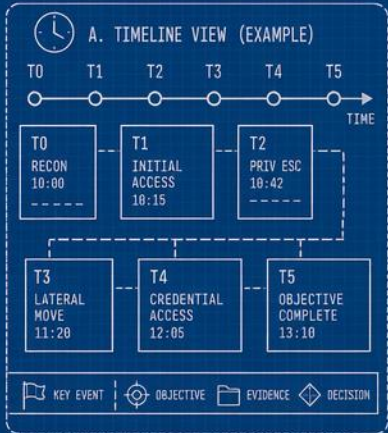 A. TIMELINE VIEW (EXAMPLE)
T0 T1 T2 T3 T4 T5
TIME
T0
RECON
10:00
T1
INITIAL
ACCESS
10:15
T2
PRIV ESC
10:42
T3
LATERAL
MOVE
11:20
T4
CREDENTIAL
ACCESS
12:05
T5
OBJECTIVE
COMPLETE
13:10
KEY EVENT OBJECTIVE EVIDENCE DECISION